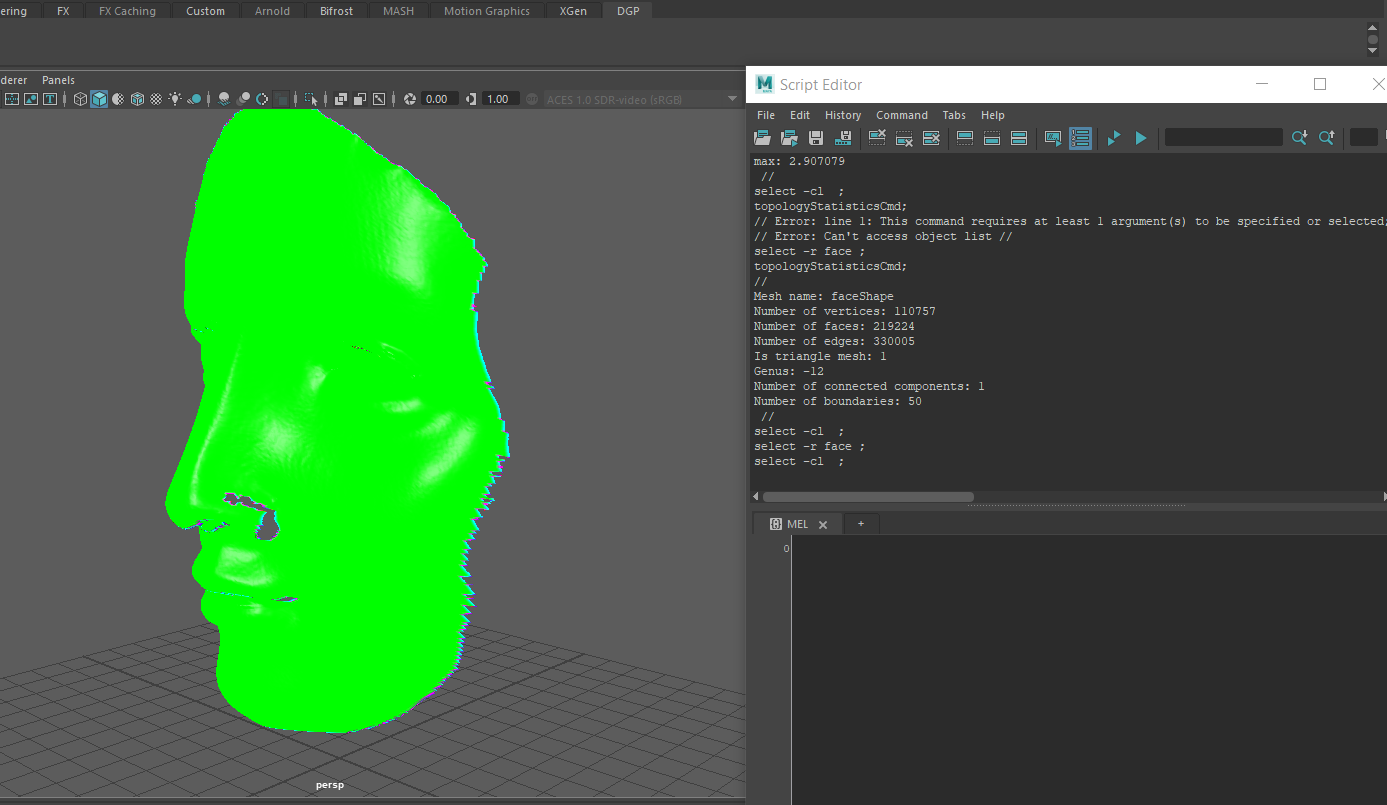 ering FX FX Caching Custom Arnold Bifrost MASH Motion Graphics XGen DGP
derer Panels
0.00 1.00 ACES 1.0 SDR-video (sRGB)
persp
Script Editor
File Edit History Command Tabs Help
max: 2.907079
//
select -cl  ;
topologyStatisticsCmd;
// Error: line 1: This command requires at least 1 argument(s) to be specified or selected;
// Error: Can't access object list //
select -r face ;
topologyStatisticsCmd;
//
Mesh name: faceShape
Number of vertices: 110757
Number of faces: 219224
Number of edges: 330005
Is triangle mesh: 1
Genus: -12
Number of connected components: 1
Number of boundaries: 50
//
select -cl  ;
select -r face ;
select -cl  ;
MEL
0